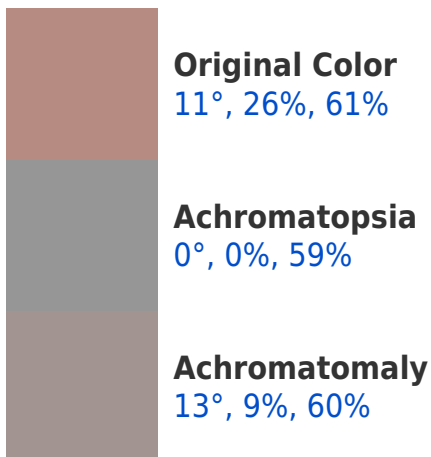 Original Color
11°, 26%, 61%
Achromatopsia
0°, 0%, 59%
Achromatomaly
13°, 9%, 60%